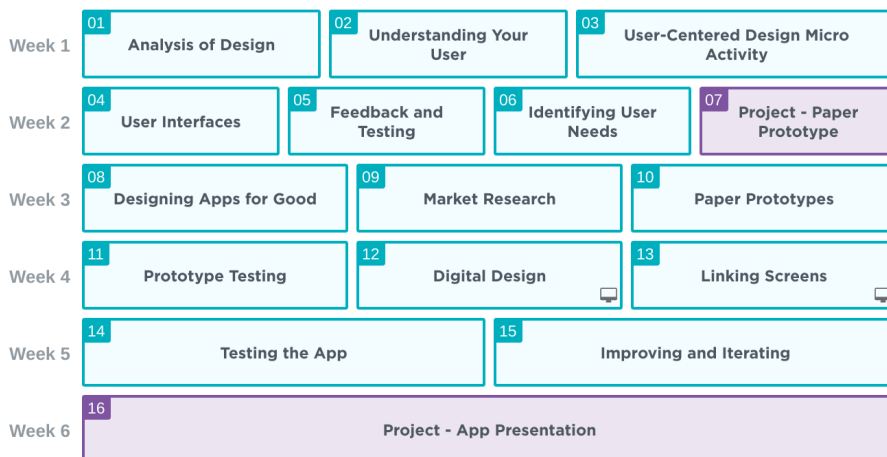 Week 1
01
Analysis of Design
02
Understanding Your
User
03
User-Centered Design Micro
Activity
Week 2
04
User Interfaces
05
Feedback and
Testing
06
Identifying User
Needs
07
Project - Paper
Prototype
Week 3
08
Designing Apps for Good
09
Market Research
10
Paper Prototypes
Week 4
11
Prototype Testing
12
Digital Design
13
Linking Screens
Week 5
14
Testing the App
15
Improving and Iterating
Week 6
16
Project - App Presentation